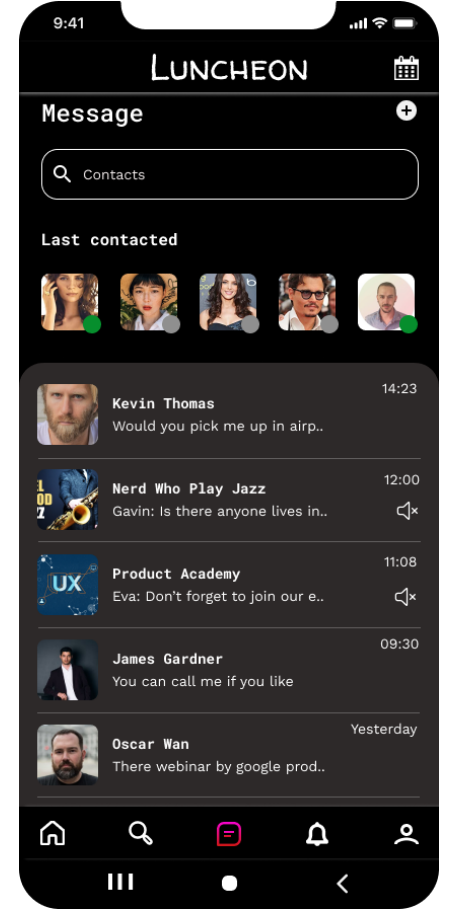 9:41
LUNCHEON
Message
Contacts
Last contacted
14:23
Kevin Thomas
Would you pick me up in airp..
12:00
Nerd Who Play Jazz
Gavin: Is there anyone lives in..
11:08
UX
Product Academy
Eva: Don't forget to join our e..
09:30
James Gardner
You can call me if you like
Yesterday
Oscar Wan
There webinar by google prod..